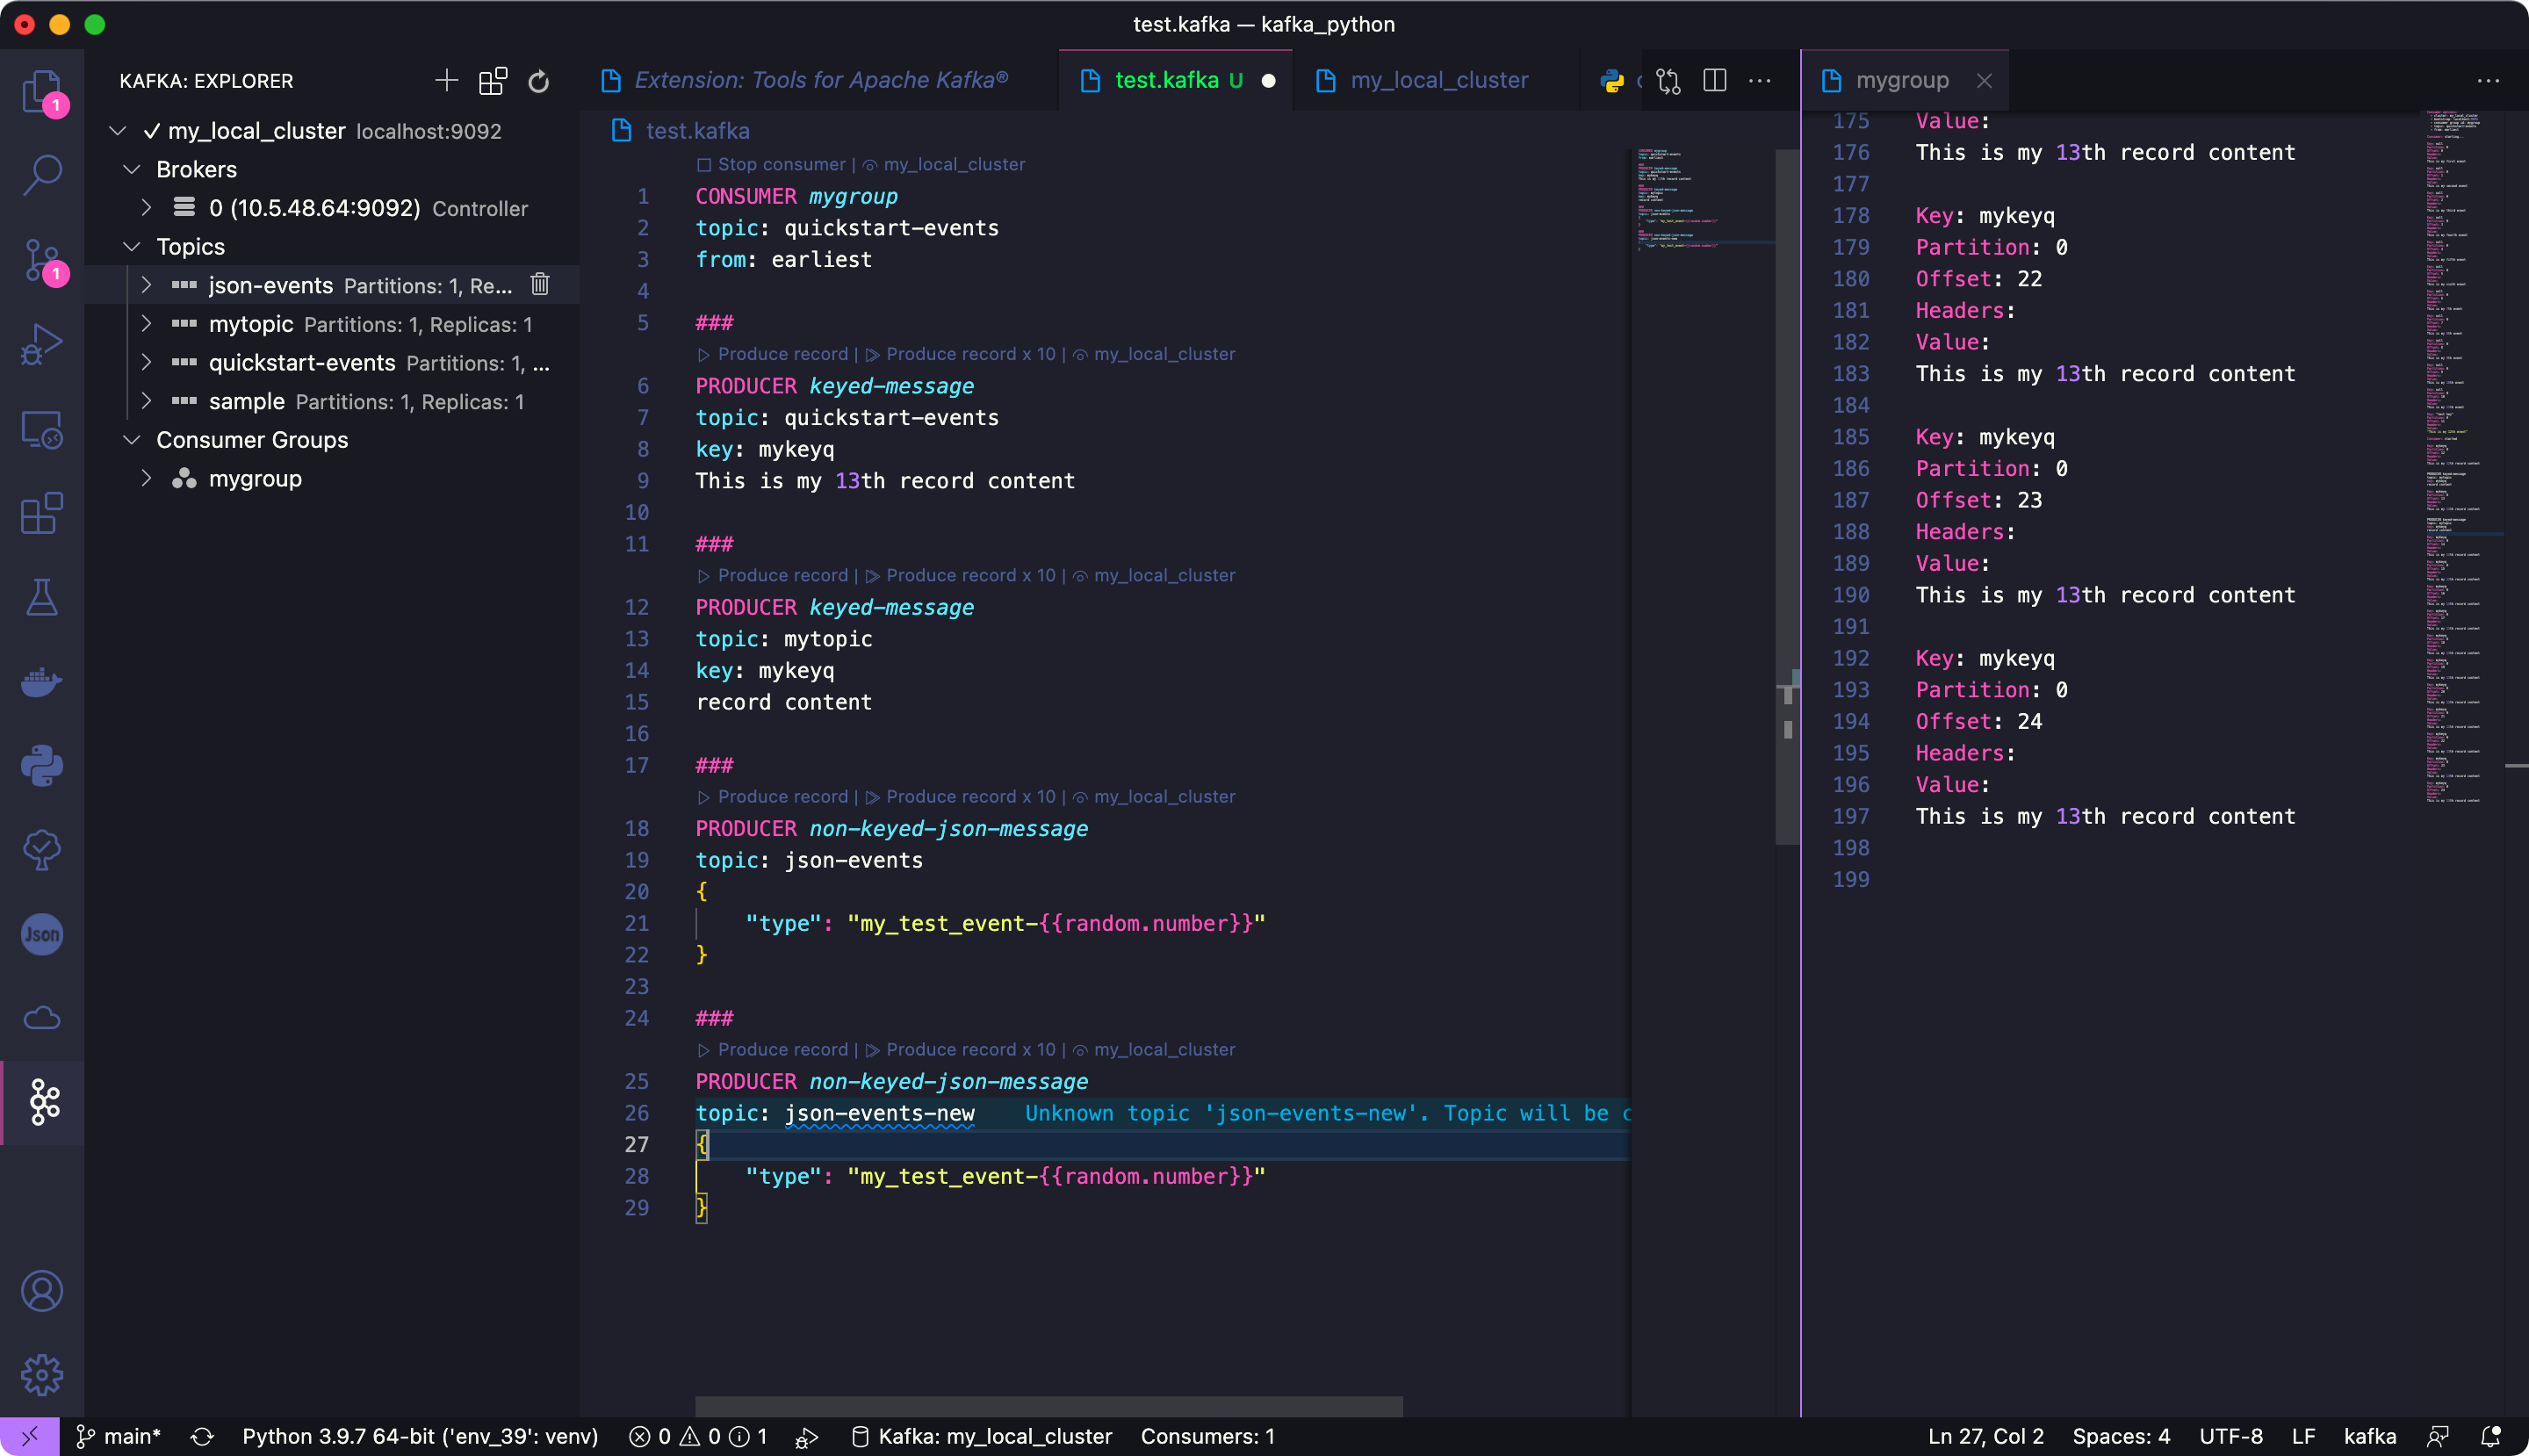 test.kafka — kafka_python
1
1
Json
KAFKA: EXPLORER
my_local_cluster localhost:9092
Brokers
0 (10.5.48.64:9092) Controller
Topics
json-events Partitions: 1, Re...
mytopic Partitions: 1, Replicas: 1
quickstart-events Partitions: 1, ...
sample Partitions: 1, Replicas: 1
Consumer Groups
mygroup
Extension: Tools for Apache Kafka®
test.kafka U
my_local_cluster
test.kafka
Stop consumer | my_local_cluster
1 CONSUMER mygroup
2 topic: quickstart-events
3 from: earliest
4
5 ###
Produce record | Produce record x 10 | my_local_cluster
6 PRODUCER keyed-message
7 topic: quickstart-events
8 key: mykeyq
9 This is my 13th record content
10
11 ###
Produce record | Produce record x 10 | my_local_cluster
12 PRODUCER keyed-message
13 topic: mytopic
14 key: mykeyq
15 record content
16
17 ###
Produce record | Produce record x 10 | my_local_cluster
18 PRODUCER non-keyed-json-message
19 topic: json-events
20 {
21 "type": "my_test_event-{{random.number}}"
22 }
23
24 ###
Produce record | Produce record x 10 | my_local_cluster
25 PRODUCER non-keyed-json-message
26 topic: json-events-new Unknown topic 'json-events-new'. Topic will be c
27 {
28 "type": "my_test_event-{{random.number}}"
29 }
mygroup
175 Value:
176 This is my 13th record content
177
178 Key: mykeyq
179 Partition: 0
180 Offset: 22
181 Headers:
182 Value:
183 This is my 13th record content
184
185 Key: mykeyq
186 Partition: 0
187 Offset: 23
188 Headers:
189 Value:
190 This is my 13th record content
191
192 Key: mykeyq
193 Partition: 0
194 Offset: 24
195 Headers:
196 Value:
197 This is my 13th record content
198
199
main* Python 3.9.7 64-bit ('env_39': venv) 0 0 1 Kafka: my_local_cluster Consumers: 1 Ln 27, Col 2 Spaces: 4 UTF-8 LF kafka